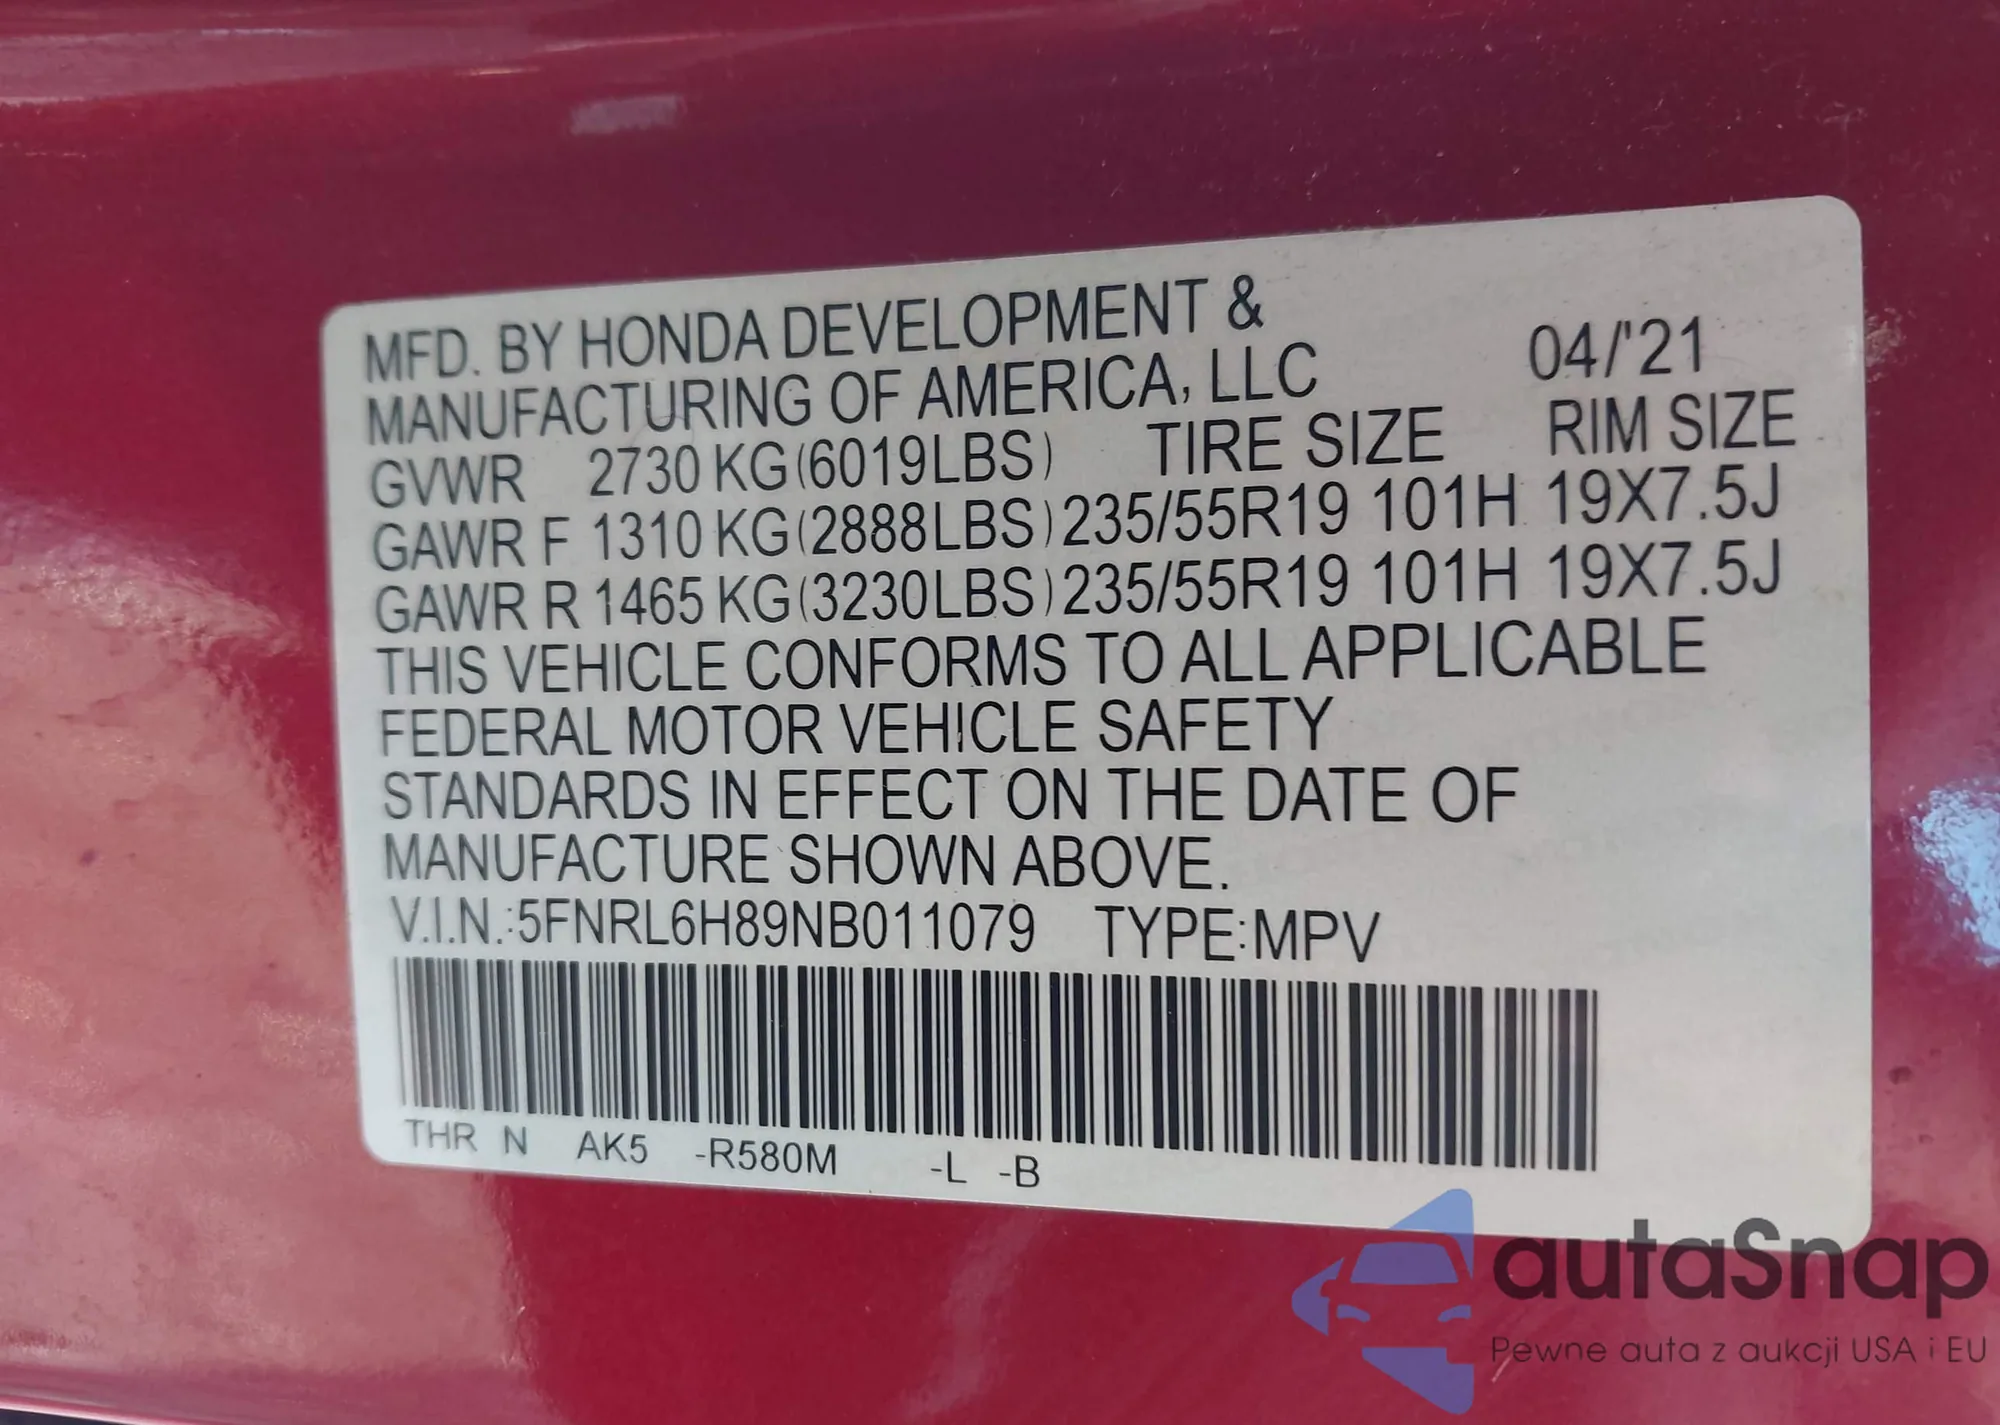 MFD. BY HONDA DEVELOPMENT &
MANUFACTURING OF AMERICA, LLC 04/'21
GVWR 2730 KG(6019LBS) TIRE SIZE RIM SIZE
GAWR F 1310 KG(2888LBS) 235/55R19 101H 19X7.5J
GAWR R 1465 KG(3230LBS) 235/55R19 101H 19X7.5J
THIS VEHICLE CONFORMS TO ALL APPLICABLE
FEDERAL MOTOR VEHICLE SAFETY
STANDARDS IN EFFECT ON THE DATE OF
MANUFACTURE SHOWN ABOVE.
V.I.N.:5FNRL6H89NB011079 TYPE:MPV
THR N AK5 -R580M -L -B
autaSnap
Pewne auta z aukcji USA i EU